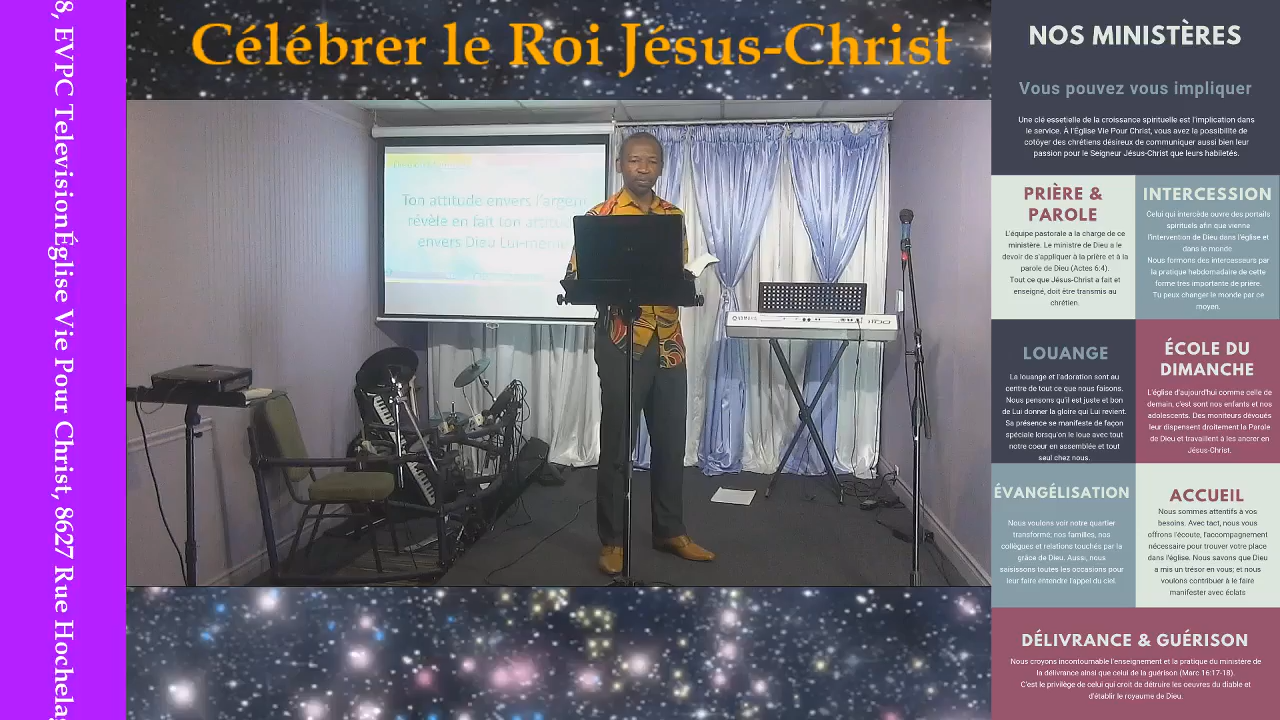 8, EVPC TelevisionÉglise Vie Pour Christ, 8627 Rue Hochela
Célébrer le Roi Jésus-Christ
Ton attitude envers l'argent
révèle en fait ton
envers Dieu Lui-même
YAMAHA
NOS MINISTÈRES
Vous pouvez vous impliquer
Une clé essetielle de la croissance spirituelle est l'implication dans
le service. À l'Église Vie Pour Christ, vous avez la possibilité de
cotôyer des chrétiens désireux de communiquer aussi bien leur
passion pour le Seigneur Jésus-Christ que leurs habiletés.
PRIÈRE &
PAROLE
L'équipe pastorale a la charge de ce
ministère. Le ministre de Dieu a le
devoir de s'appliquer à la prière et à la
parole de Dieu (Actes 6:4).
Tout ce que Jésus-Christ a fait et
enseigné, doit être transmis au
chrétien.
INTERCESSION
Celui qui intercède ouvre des portails
spirituels afin que vienne
l'intervention de Dieu dans l'église et
dans le monde
Nous formons des intercesseurs par
la pratique hebdomadaire de cette
forme très importante de prière.
Tu peux changer le monde par ce
moyen.
LOUANGE
La louange et l'adoration sont au
centre de tout ce que nous faisons.
Nous pensons qu'il est juste et bon
de Lui donner la gloire qui Lui revient.
Sa présence se manifeste de façon
spéciale lorsqu'on le loue avec tout
notre coeur en assemblée et tout
seul chez nous.
ÉCOLE DU
DIMANCHE
L'église d'aujourd'hui comme celle de
demain, c'est sont nos enfants et nos
adolescents. Des moniteurs dévoués
leur dispensent droitement la Parole
de Dieu et travaillent à les ancrer en
Jésus-Christ.
ÉVANGÉLISATION
Nous voulons voir notre quartier
transformé; nos familles, nos
collègues et relations touchés par la
grâce de Dieu. Aussi, nous
saisissons toutes les occasions pour
leur faire entendre l'appel du ciel.
ACCUEIL
Nous sommes attentifs à vos
besoins. Avec tact, nous vous
offrons l'écoute, l'accompagnement
nécessaire pour trouver votre place
dans l'église. Nous savons que Dieu
a mis un trésor en vous; et nous
voulons contribuer à le faire
manifester avec éclats
DÉLIVRANCE & GUÉRISON
Nous croyons incontournable l'enseignement et la pratique du ministère de
la délivrance ainsi que celui de la guérison (Marc 16:17-18).
C'est le privilège de celui qui croit de détruire les oeuvres du diable et
d'établir le royaume de Dieu.